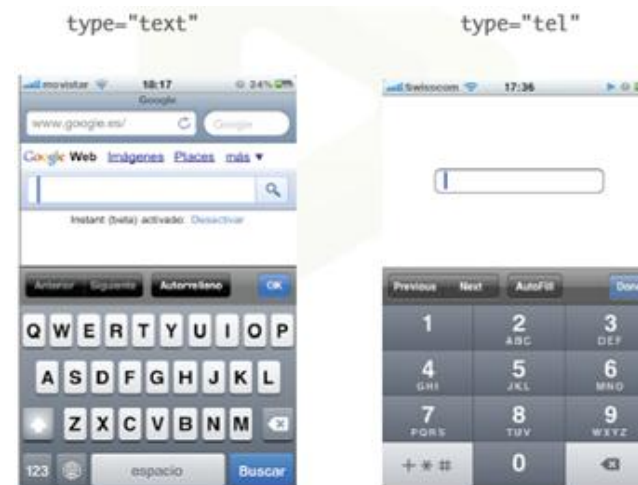 type="text"
type="tel"
movistar 18:17 34%
Google
www.google.es/ Google
Google Web Imágenes Places más ▼
Instant (beta) activado: Desactivar
Anterior Siguiente Autorrelleno OK
Q W E R T Y U I O P
A S D F G H J K L
Z X C V B N M
123 espacio Buscar
Swisscom 17:36
Previous Next AutoFill Done
1 2 3
ABC DEF
4 5 6
GHI JKL MNO
7 8 9
PQRS TUV WXYZ
+ * # 0